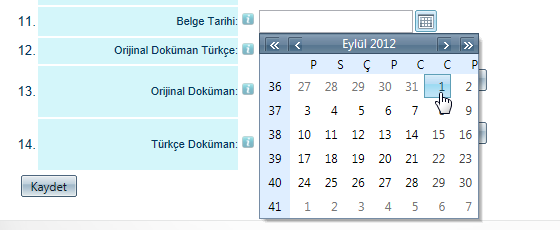 11. Belge Tarihi:
« ‹ Eylül 2012 › »
P S Ç P C C P
12. Orijinal Doküman Türkçe:
36 27 28 29 30 31 1 2
13. Orijinal Doküman:
37 3 4 5 6 7 9
38 10 11 12 13 14 15 16
14. Türkçe Doküman:
39 17 18 19 20 21 22 23
40 24 25 26 27 28 29 30
Kaydet
41 1 2 3 4 5 6 7